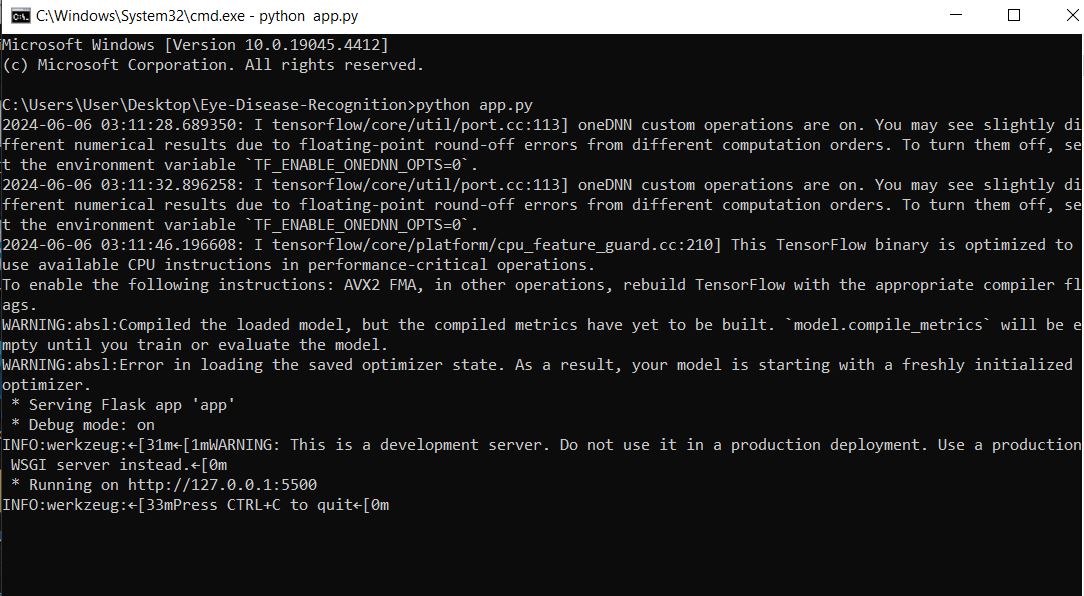 C:\Windows\System32\cmd.exe - python  app.py
Microsoft Windows [Version 10.0.19045.4412]
(c) Microsoft Corporation. All rights reserved.
C:\Users\User\Desktop\Eye-Disease-Recognition>python app.py
2024-06-06 03:11:28.689350: I tensorflow/core/util/port.cc:113] oneDNN custom operations are on. You may see slightly di
fferent numerical results due to floating-point round-off errors from different computation orders. To turn them off, se
t the environment variable `TF_ENABLE_ONEDNN_OPTS=0`.
2024-06-06 03:11:32.896258: I tensorflow/core/util/port.cc:113] oneDNN custom operations are on. You may see slightly di
fferent numerical results due to floating-point round-off errors from different computation orders. To turn them off, se
t the environment variable `TF_ENABLE_ONEDNN_OPTS=0`.
2024-06-06 03:11:46.196608: I tensorflow/core/platform/cpu_feature_guard.cc:210] This TensorFlow binary is optimized to
use available CPU instructions in performance-critical operations.
To enable the following instructions: AVX2 FMA, in other operations, rebuild TensorFlow with the appropriate compiler fl
ags.
WARNING:absl:Compiled the loaded model, but the compiled metrics have yet to be built. `model.compile_metrics` will be e
mpty until you train or evaluate the model.
WARNING:absl:Error in loading the saved optimizer state. As a result, your model is starting with a freshly initialized
optimizer.
 * Serving Flask app 'app'
 * Debug mode: on
INFO:werkzeug:←[31m←[1mWARNING: This is a development server. Do not use it in a production deployment. Use a production
 WSGI server instead.←[0m
 * Running on http://127.0.0.1:5500
INFO:werkzeug:←[33mPress CTRL+C to quit←[0m